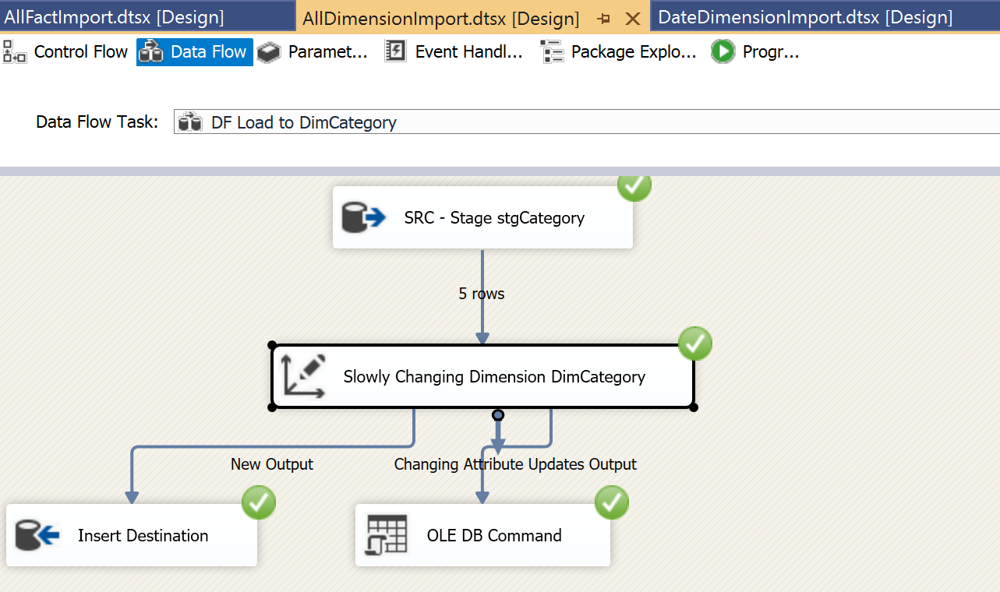 AllFactImport.dtsx [Design] AllDimensionImport.dtsx [Design] DateDimensionImport.dtsx [Design]
Control Flow Data Flow Paramet... Event Handl... Package Explo... Progr...
Data Flow Task: DF Load to DimCategory
SRC - Stage stgCategory
5 rows
Slowly Changing Dimension DimCategory
New Output Changing Attribute Updates Output
Insert Destination OLE DB Command